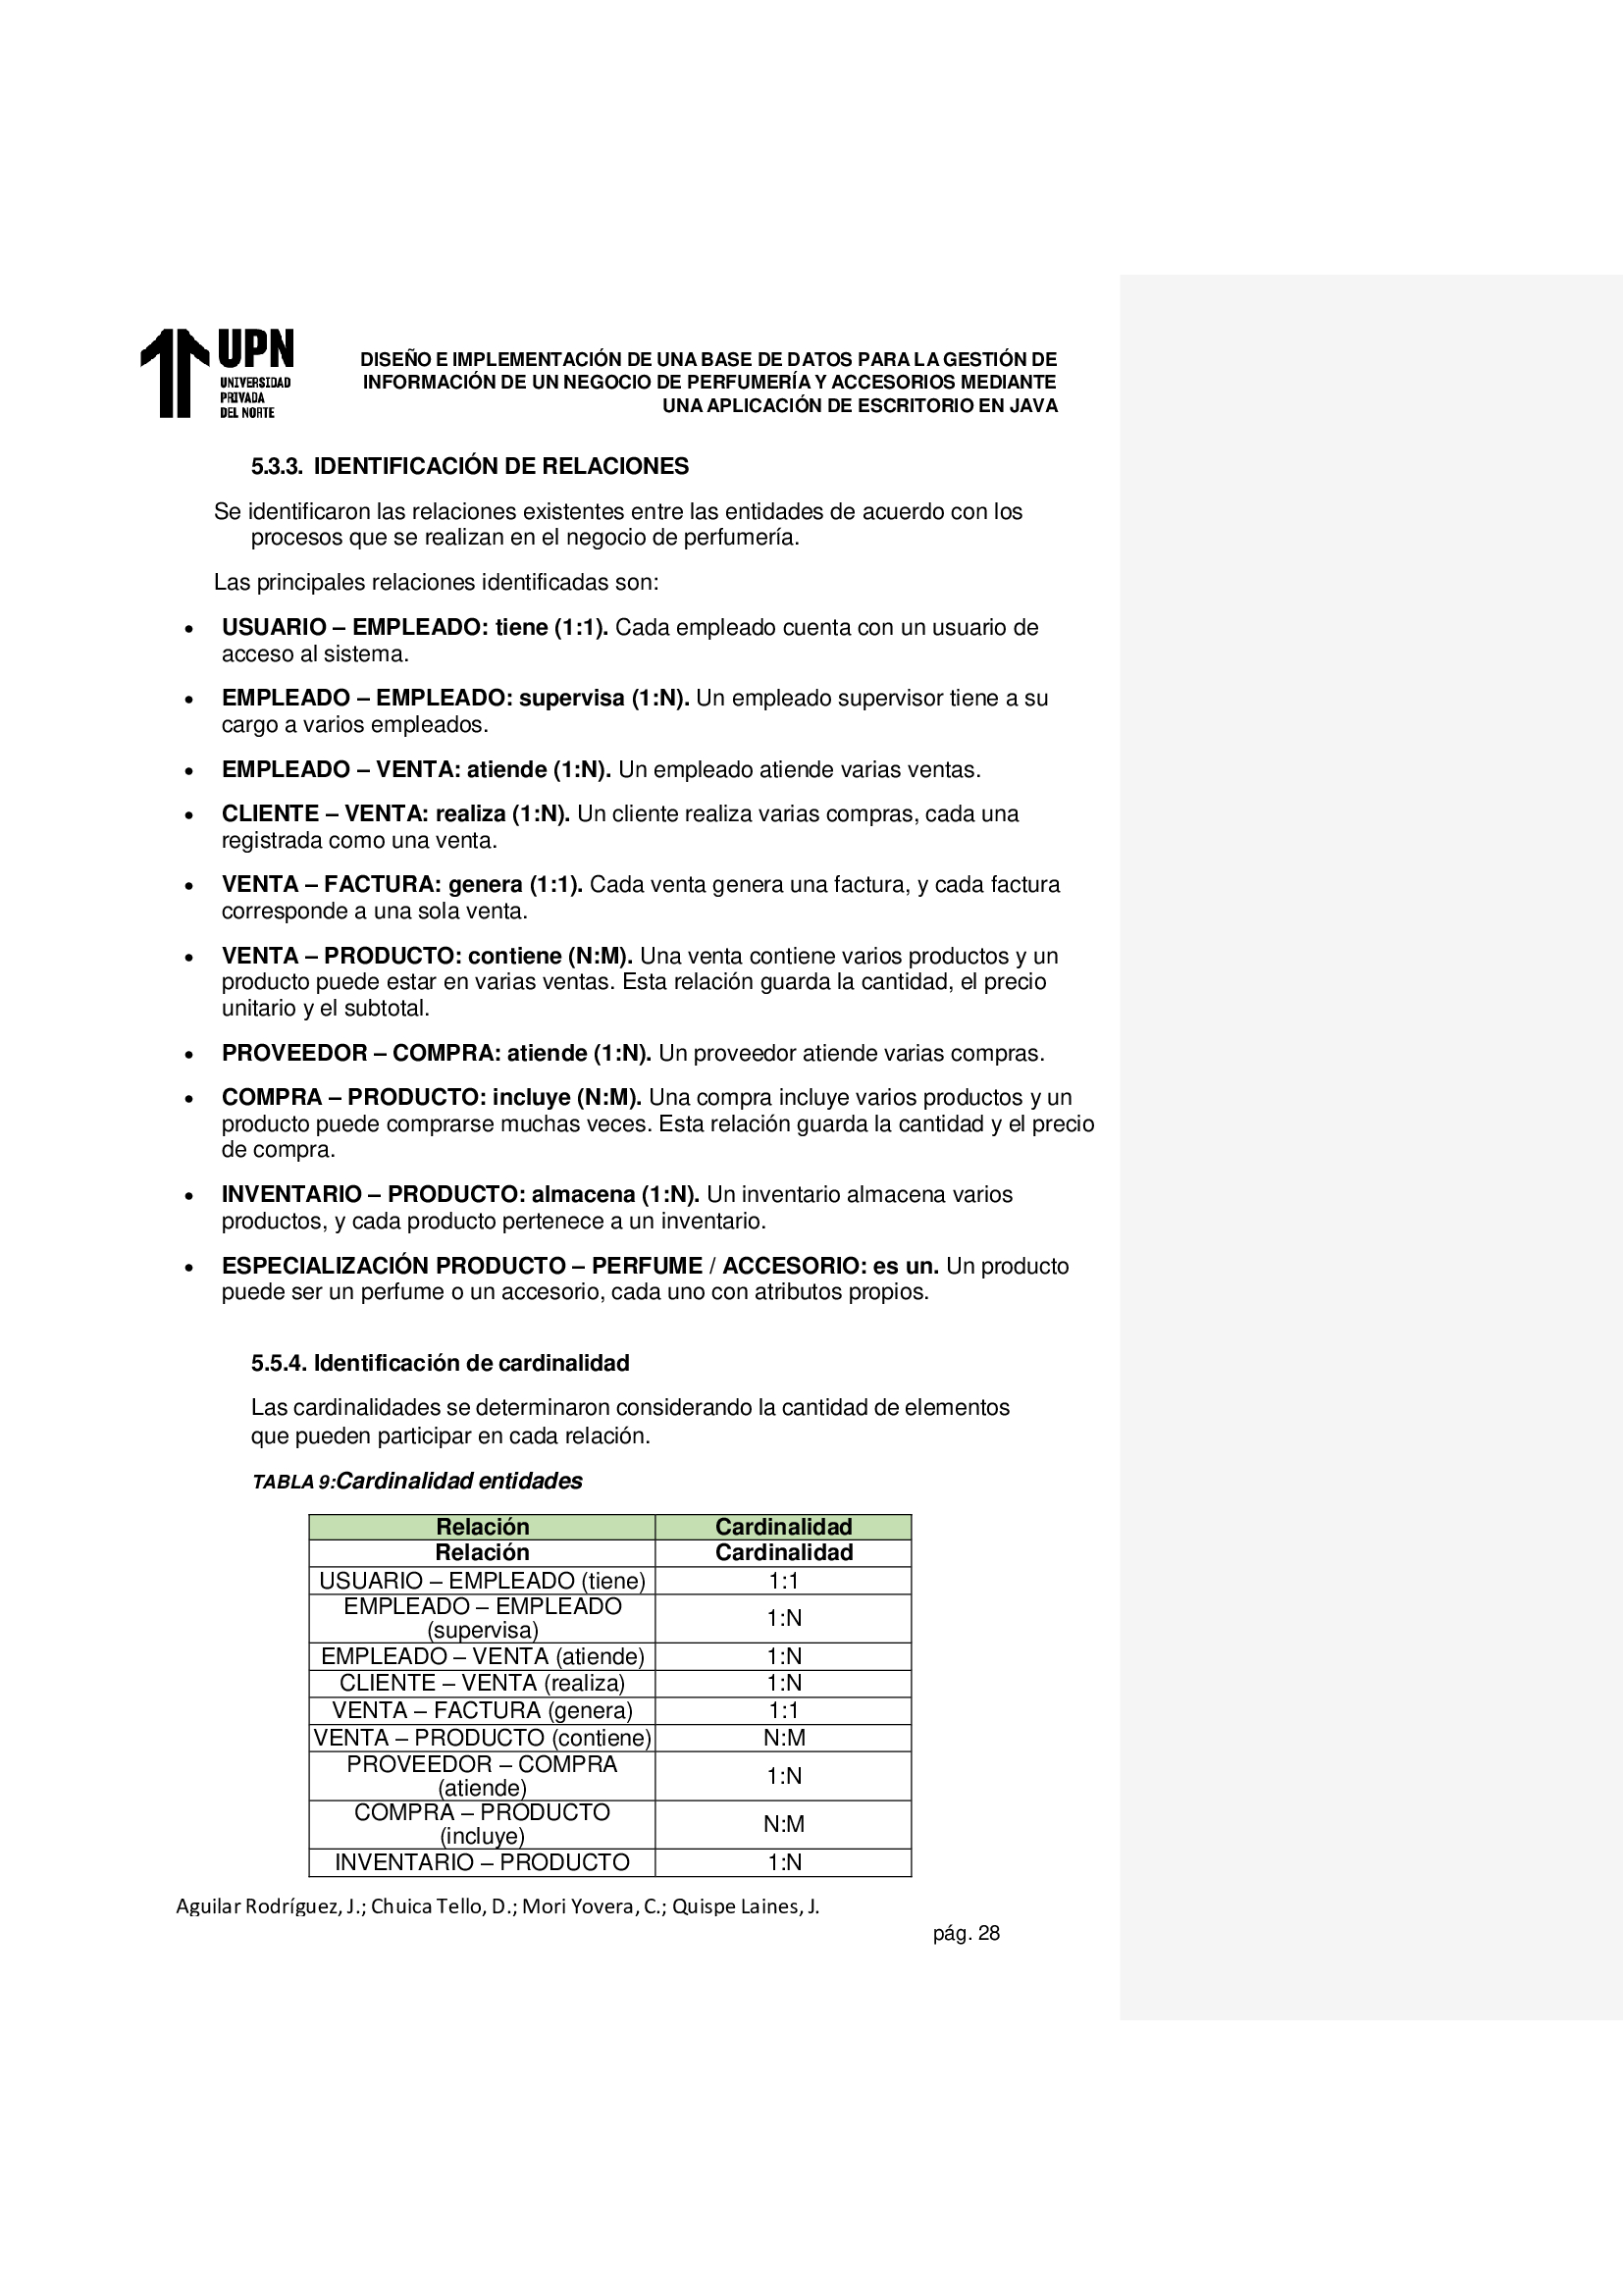 UPN
UNIVERSIDAD
PRIVADA
DEL NORTE
DISEÑO E IMPLEMENTACIÓN DE UNA BASE DE DATOS PARA LA GESTIÓN DE
INFORMACIÓN DE UN NEGOCIO DE PERFUMERÍA Y ACCESORIOS MEDIANTE
UNA APLICACIÓN DE ESCRITORIO EN JAVA
5.3.3. IDENTIFICACIÓN DE RELACIONES
Se identificaron las relaciones existentes entre las entidades de acuerdo con los
procesos que se realizan en el negocio de perfumería.
Las principales relaciones identificadas son:
• USUARIO – EMPLEADO: tiene (1:1). Cada empleado cuenta con un usuario de
acceso al sistema.
• EMPLEADO – EMPLEADO: supervisa (1:N). Un empleado supervisor tiene a su
cargo a varios empleados.
• EMPLEADO – VENTA: atiende (1:N). Un empleado atiende varias ventas.
• CLIENTE – VENTA: realiza (1:N). Un cliente realiza varias compras, cada una
registrada como una venta.
• VENTA – FACTURA: genera (1:1). Cada venta genera una factura, y cada factura
corresponde a una sola venta.
• VENTA – PRODUCTO: contiene (N:M). Una venta contiene varios productos y un
producto puede estar en varias ventas. Esta relación guarda la cantidad, el precio
unitario y el subtotal.
• PROVEEDOR – COMPRA: atiende (1:N). Un proveedor atiende varias compras.
• COMPRA – PRODUCTO: incluye (N:M). Una compra incluye varios productos y un
producto puede comprarse muchas veces. Esta relación guarda la cantidad y el precio
de compra.
• INVENTARIO – PRODUCTO: almacena (1:N). Un inventario almacena varios
productos, y cada producto pertenece a un inventario.
• ESPECIALIZACIÓN PRODUCTO – PERFUME / ACCESORIO: es un. Un producto
puede ser un perfume o un accesorio, cada uno con atributos propios.
5.5.4. Identificación de cardinalidad
Las cardinalidades se determinaron considerando la cantidad de elementos
que pueden participar en cada relación.
TABLA 9:Cardinalidad entidades
Relación Cardinalidad
Relación Cardinalidad
USUARIO – EMPLEADO (tiene) 1:1
EMPLEADO – EMPLEADO
(supervisa) 1:N
EMPLEADO – VENTA (atiende) 1:N
CLIENTE – VENTA (realiza) 1:N
VENTA – FACTURA (genera) 1:1
VENTA – PRODUCTO (contiene) N:M
PROVEEDOR – COMPRA
(atiende) 1:N
COMPRA – PRODUCTO
(incluye) N:M
INVENTARIO – PRODUCTO 1:N
Aguilar Rodríguez, J.; Chuica Tello, D.; Mori Yovera, C.; Quispe Laines, J.
pág. 28